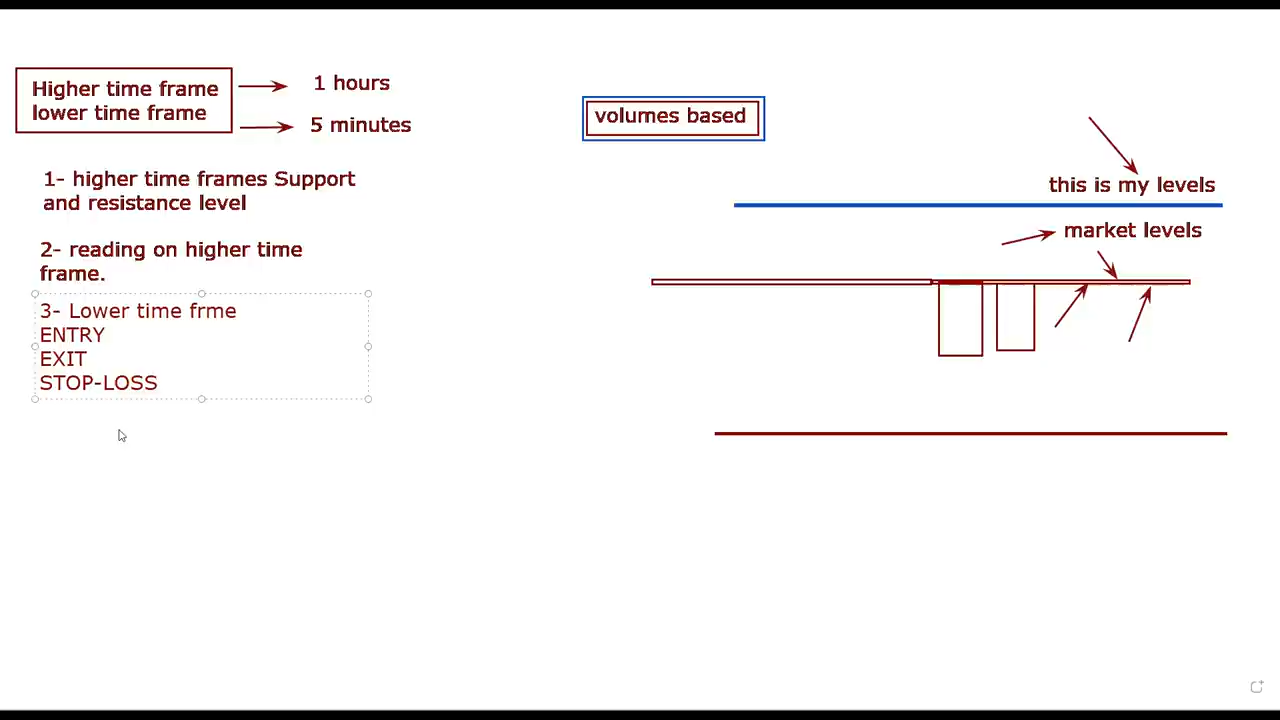 Higher time frame
lower time frame
1 hours
5 minutes
1- higher time frames Support
and resistance level
2- reading on higher time
frame.
3- Lower time frme
ENTRY
EXIT
STOP-LOSS
volumes based
this is my levels
market levels